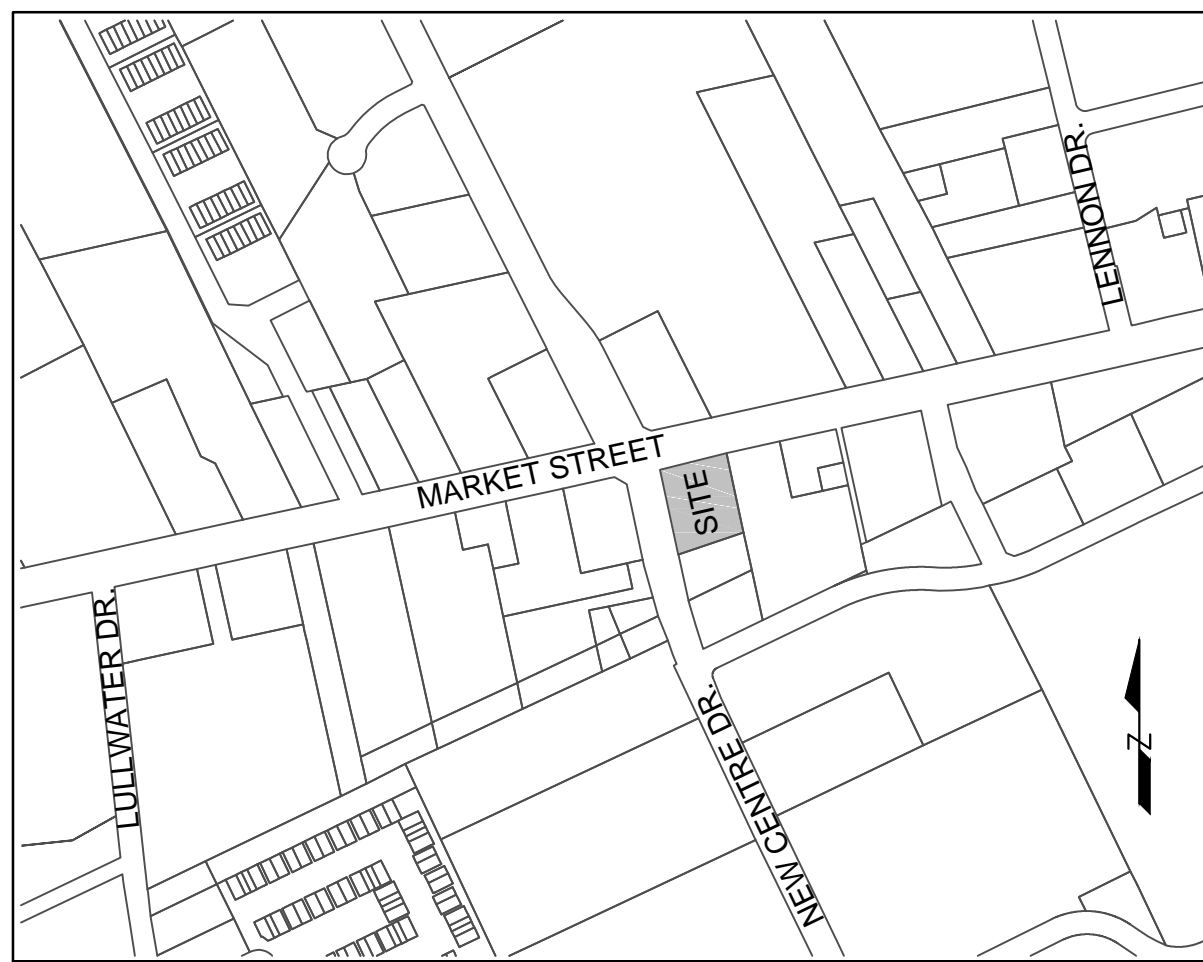 LENNON DR.
MARKET STREET
SITE
LULLWATER DR.
NEW CENTRE DR.
N